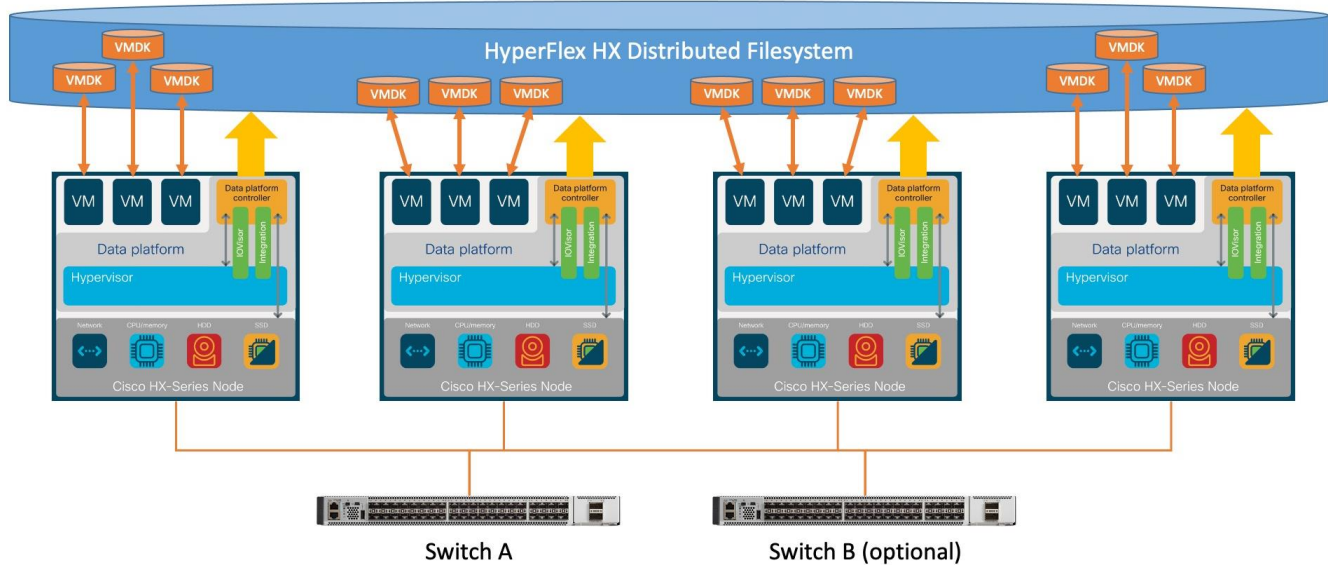 HyperFlex HX Distributed Filesystem
VMDK
VMDK
VMDK
VMDK
VMDK
VMDK
VMDK
VMDK
VMDK
VMDK
VMDK
VMDK
VM
VM
VM
Data platform
controller
IOVisor
Integration
Data platform
Hypervisor
Network
CPU/memory
HDD
SSD
Cisco HX-Series Node
VM
VM
VM
Data platform
controller
IOVisor
Integration
Data platform
Hypervisor
Network
CPU/memory
HDD
SSD
Cisco HX-Series Node
VM
VM
VM
Data platform
controller
IOVisor
Integration
Data platform
Hypervisor
Network
CPU/memory
HDD
SSD
Cisco HX-Series Node
VM
VM
VM
Data platform
controller
IOVisor
Integration
Data platform
Hypervisor
Network
CPU/memory
HDD
SSD
Cisco HX-Series Node
Switch A
Switch B (optional)